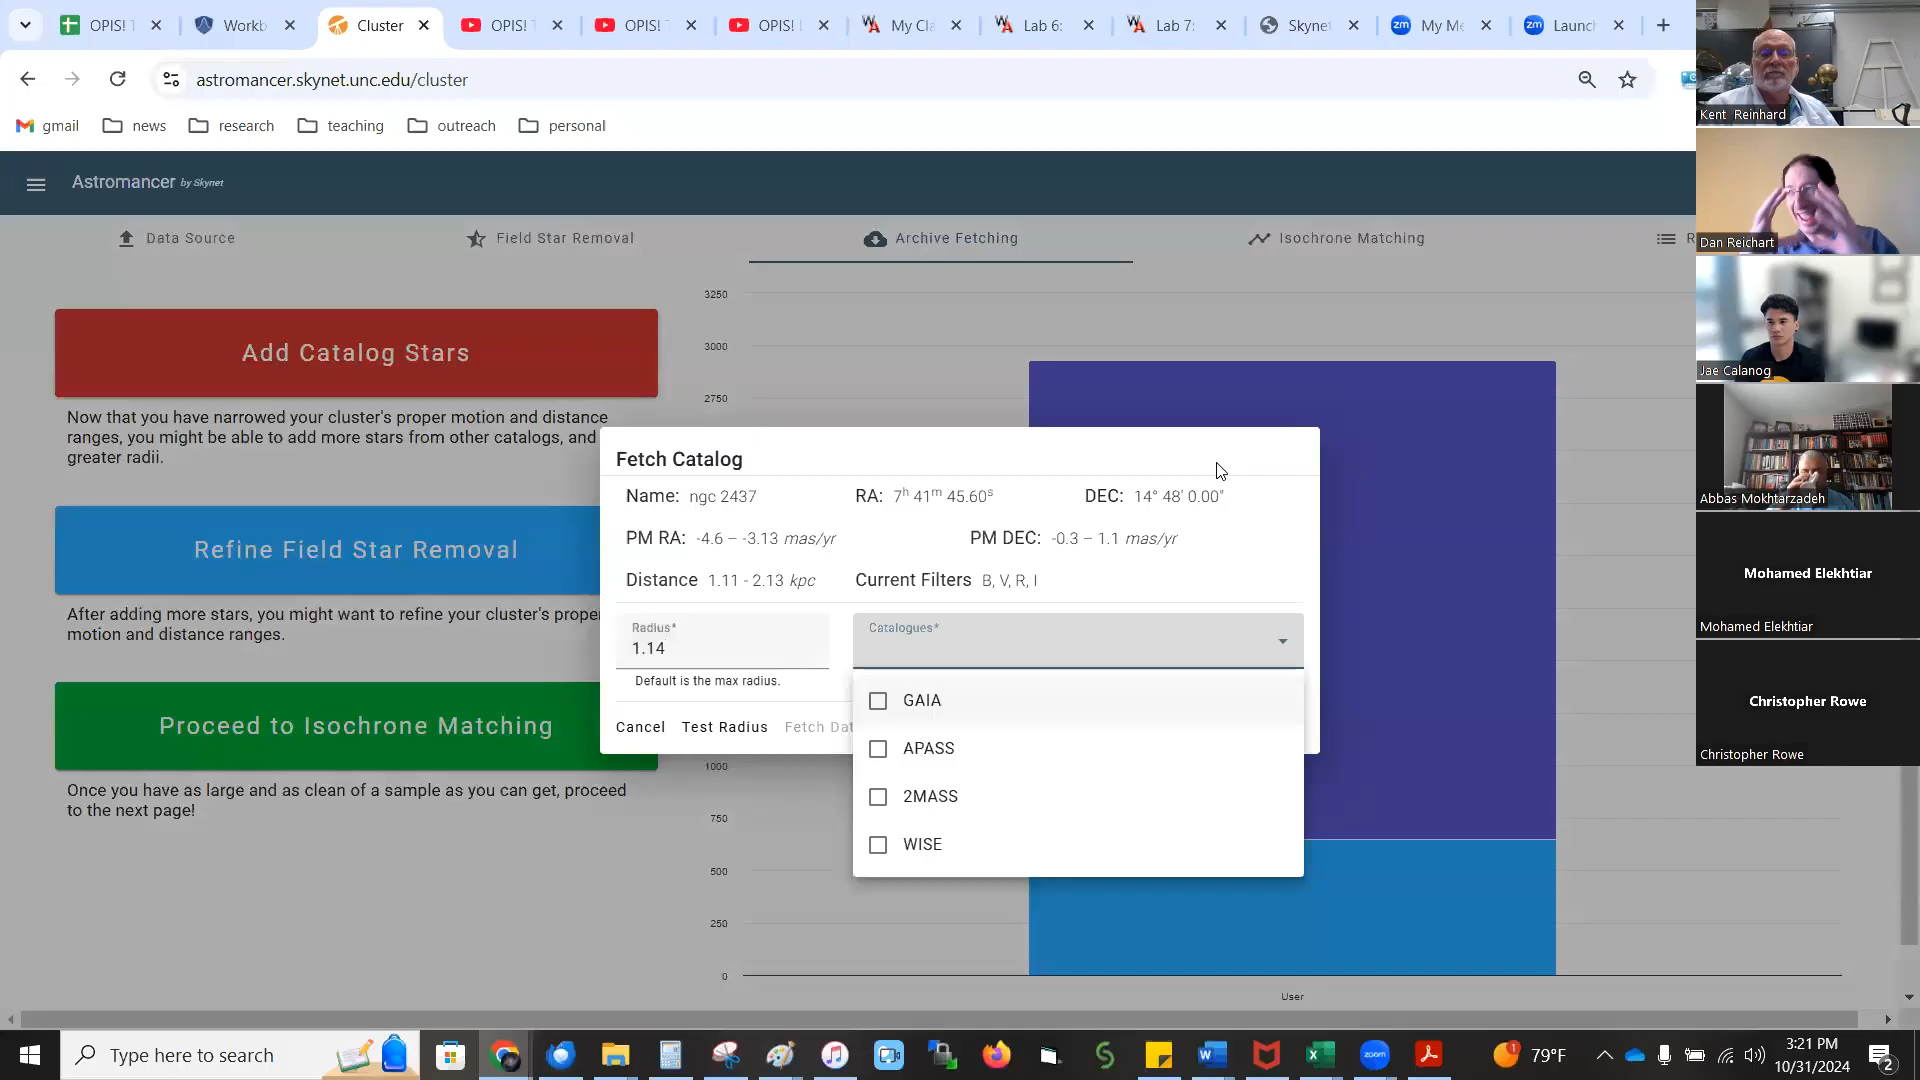 OPIS! T
Workb
Cluster
OPIS! T
OPIS! T
OPIS! L
My Cla
Lab 6:
Lab 7:
Skynet
My Me
Launch
astromancer.skynet.unc.edu/cluster
gmail
news
research
teaching
outreach
personal
Astromancer by Skynet
Data Source
Field Star Removal
Archive Fetching
Isochrone Matching
R
Add Catalog Stars
Now that you have narrowed your cluster's proper motion and distance
ranges, you might be able to add more stars from other catalogs, and
greater radii.
Refine Field Star Removal
After adding more stars, you might want to refine your cluster's proper
motion and distance ranges.
Proceed to Isochrone Matching
Once you have as large and as clean of a sample as you can get, proceed
to the next page!
3250
3000
2750
1000
750
500
250
0
User
Fetch Catalog
Name: ngc 2437
RA: 7h 41m 45.60s
DEC: 14° 48' 0.00"
PM RA: -4.6 – -3.13 mas/yr
PM DEC: -0.3 – 1.1 mas/yr
Distance 1.11 - 2.13 kpc
Current Filters B, V, R, I
Radius*
1.14
Default is the max radius.
Catalogues*
GAIA
APASS
2MASS
WISE
Cancel
Test Radius
Fetch Dat
Kent Reinhard
Dan Reichart
Jae Calanog
Abbas Mokhtarzadeh
Mohamed Elekhtiar
Mohamed Elekhtiar
Christopher Rowe
Christopher Rowe
Type here to search
zoom
1
79°F
3:21 PM
10/31/2024
2